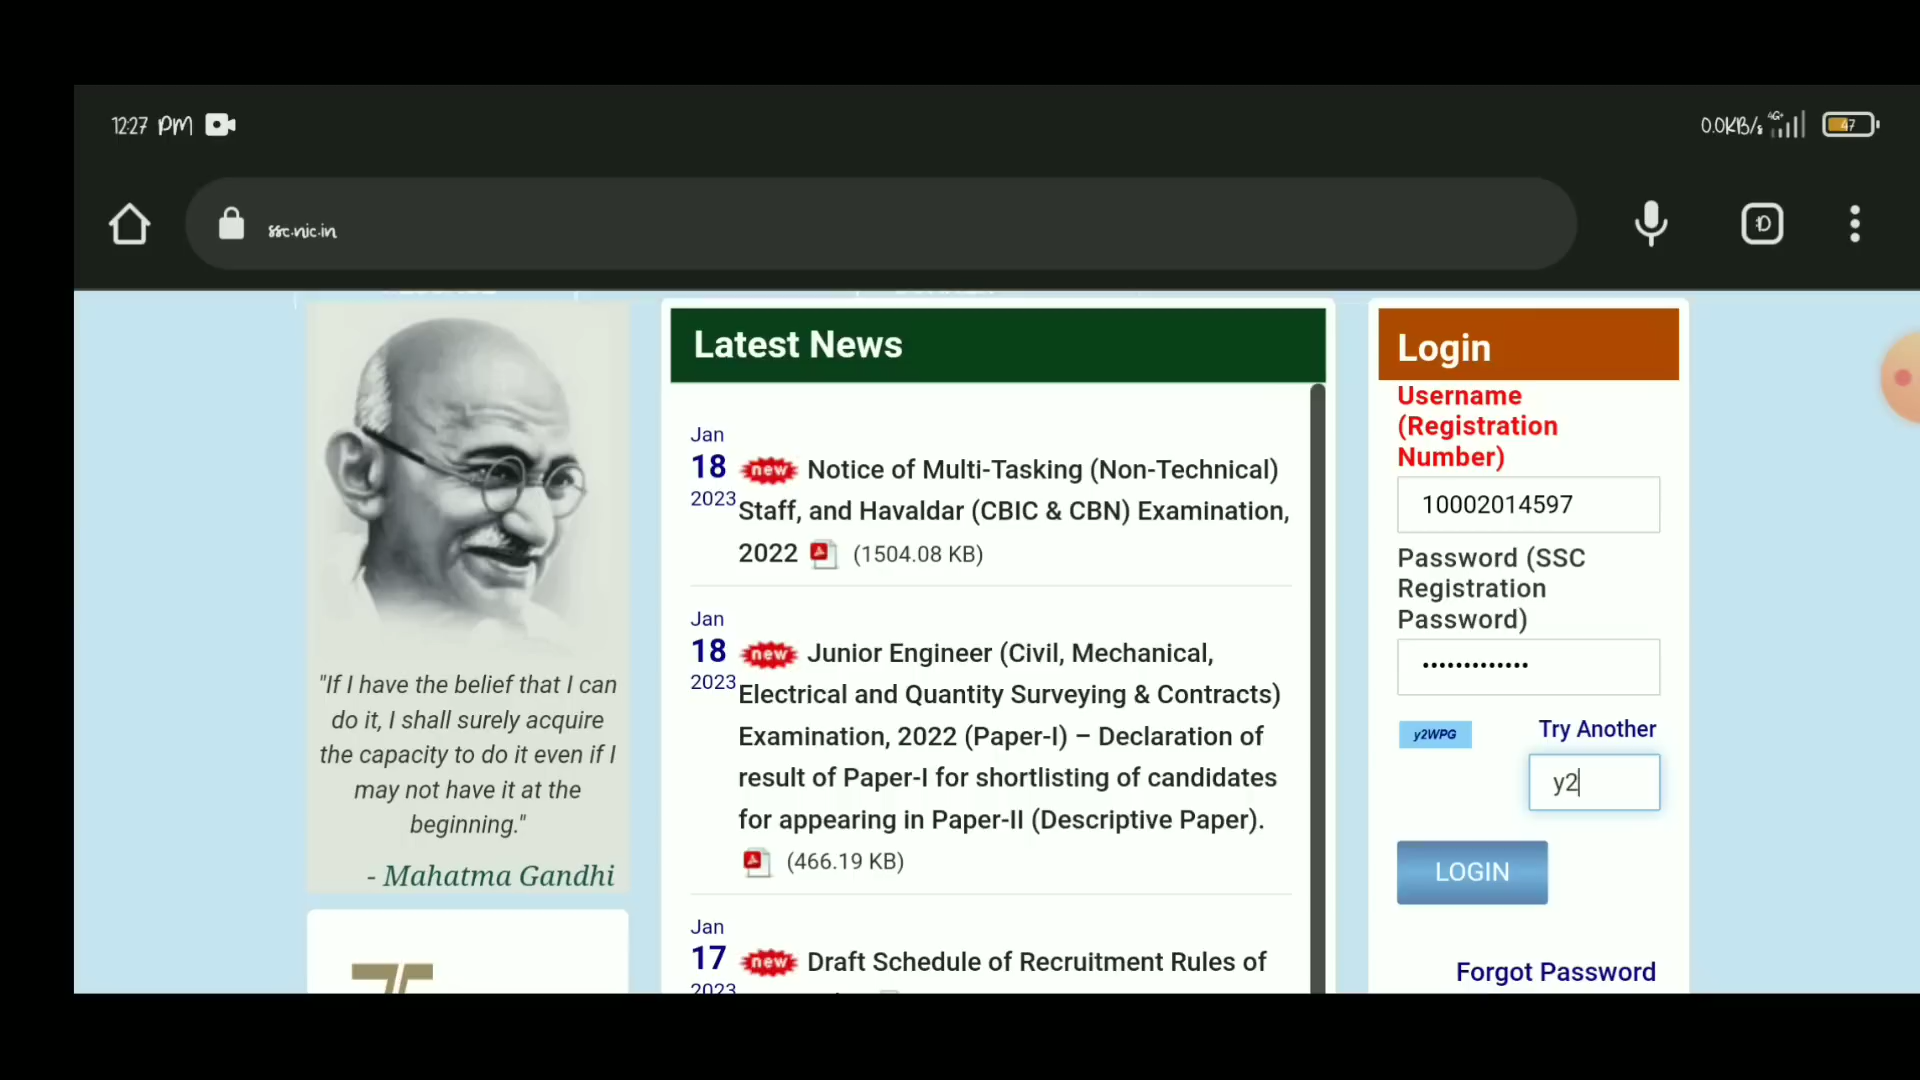 12:27 PM
0.0KB/s 4G+ 47
ssc.nic.in
"If I have the belief that I can
do it, I shall surely acquire
the capacity to do it even if I
may not have it at the
beginning."
- Mahatma Gandhi
Latest News
Jan
18
2023
new Notice of Multi-Tasking (Non-Technical)
Staff, and Havaldar (CBIC & CBN) Examination,
2022 (1504.08 KB)
Jan
18
2023
new Junior Engineer (Civil, Mechanical,
Electrical and Quantity Surveying & Contracts)
Examination, 2022 (Paper-I) – Declaration of
result of Paper-I for shortlisting of candidates
for appearing in Paper-II (Descriptive Paper).
(466.19 KB)
Jan
17
2023
new Draft Schedule of Recruitment Rules of
Login
Username
(Registration
Number)
10002014597
Password (SSC
Registration
Password)
y2WPG
Try Another
y2
LOGIN
Forgot Password